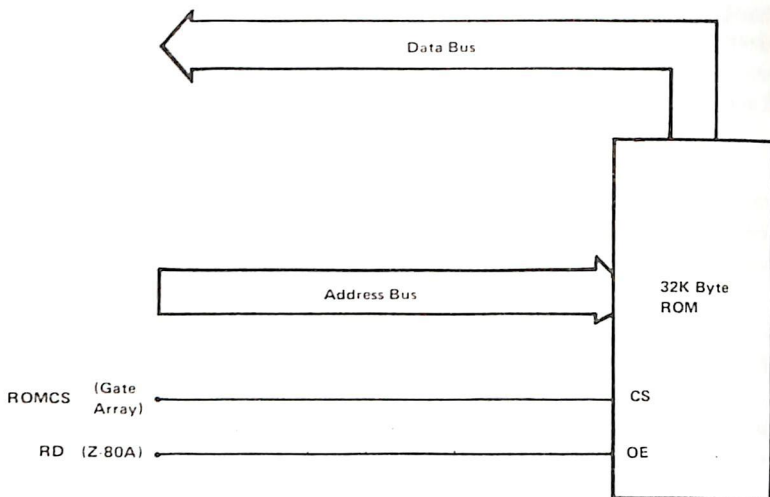 Data Bus
Address Bus
32K Byte
ROM
ROMCS (Gate
Array)
CS
RD (Z-80A)
OE